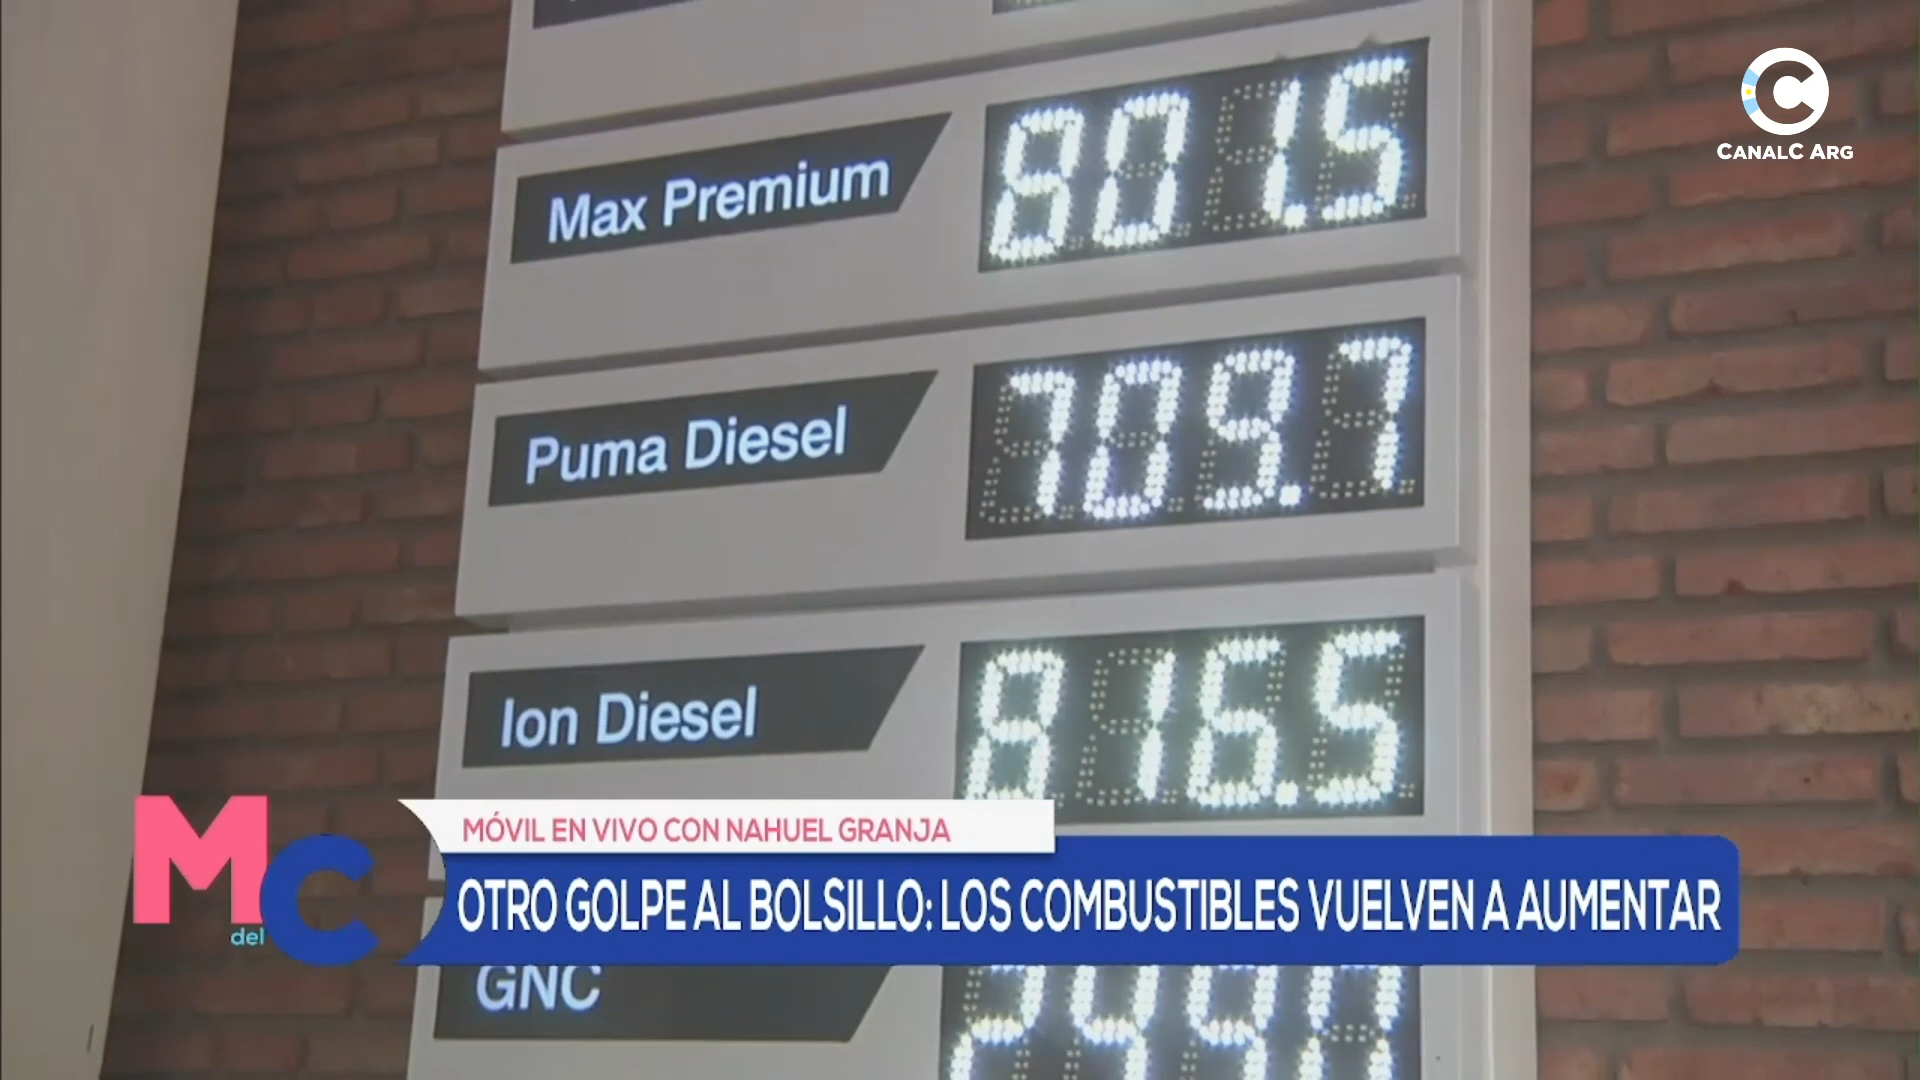 CANALC ARG
Max Premium 801.5
Puma Diesel 709.7
Ion Diesel 816.5
MÓVIL EN VIVO CON NAHUEL GRANJA
M del C
OTRO GOLPE AL BOLSILLO: LOS COMBUSTIBLES VUELVEN A AUMENTAR
GNC